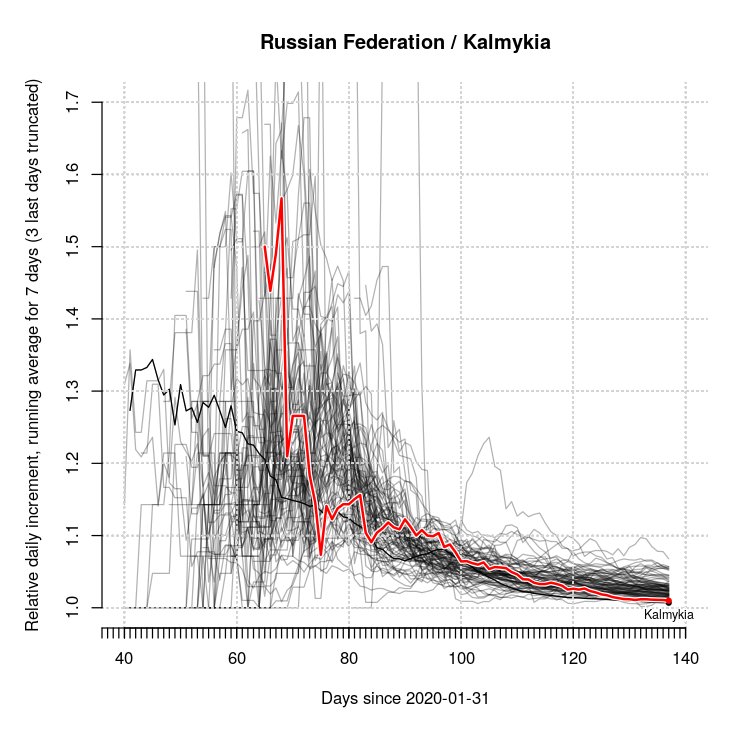 Russian Federation / Kalmykia
Relative daily increment, running average for 7 days (3 last days truncated)
1.7
1.6
1.5
1.4
1.3
1.2
1.1
1.0
Kalmykia
40 60 80 100 120 140
Days since 2020-01-31